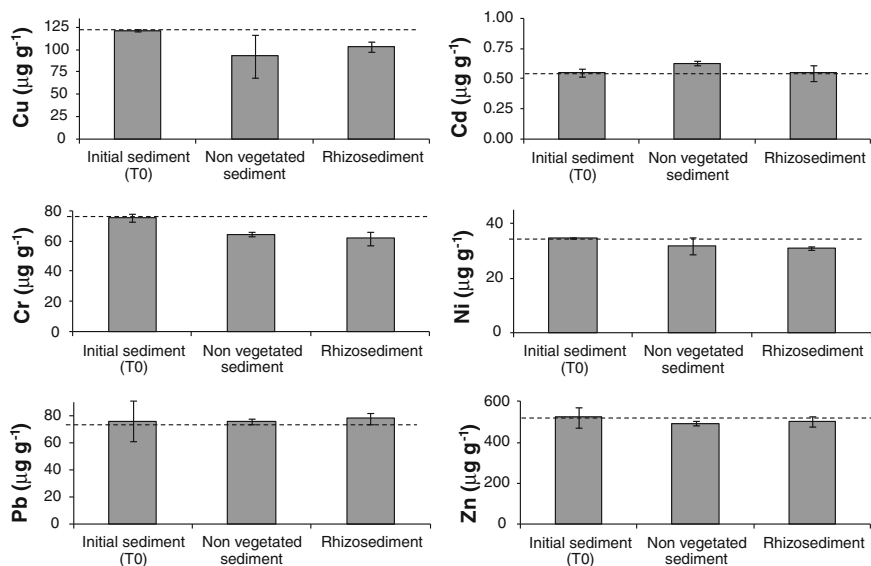 125
100
75
50
25
0
Cu (µg g⁻¹)
Initial sediment
(T0)
Non vegetated
sediment
Rhizosediment
1.00
0.75
0.50
0.25
0.00
Cd (µg g⁻¹)
Initial sediment
(T0)
Non vegetated
sediment
Rhizosediment
80
60
40
20
0
Cr (µg g⁻¹)
Initial sediment
(T0)
Non vegetated
sediment
Rhizosediment
40
20
0
Ni (µg g⁻¹)
Initial sediment
(T0)
Non vegetated
sediment
Rhizosediment
80
60
40
20
0
Pb (µg g⁻¹)
Initial sediment
(T0)
Non vegetated
sediment
Rhizosediment
600
400
200
0
Zn (µg g⁻¹)
Initial sediment
(T0)
Non vegetated
sediment
Rhizosediment